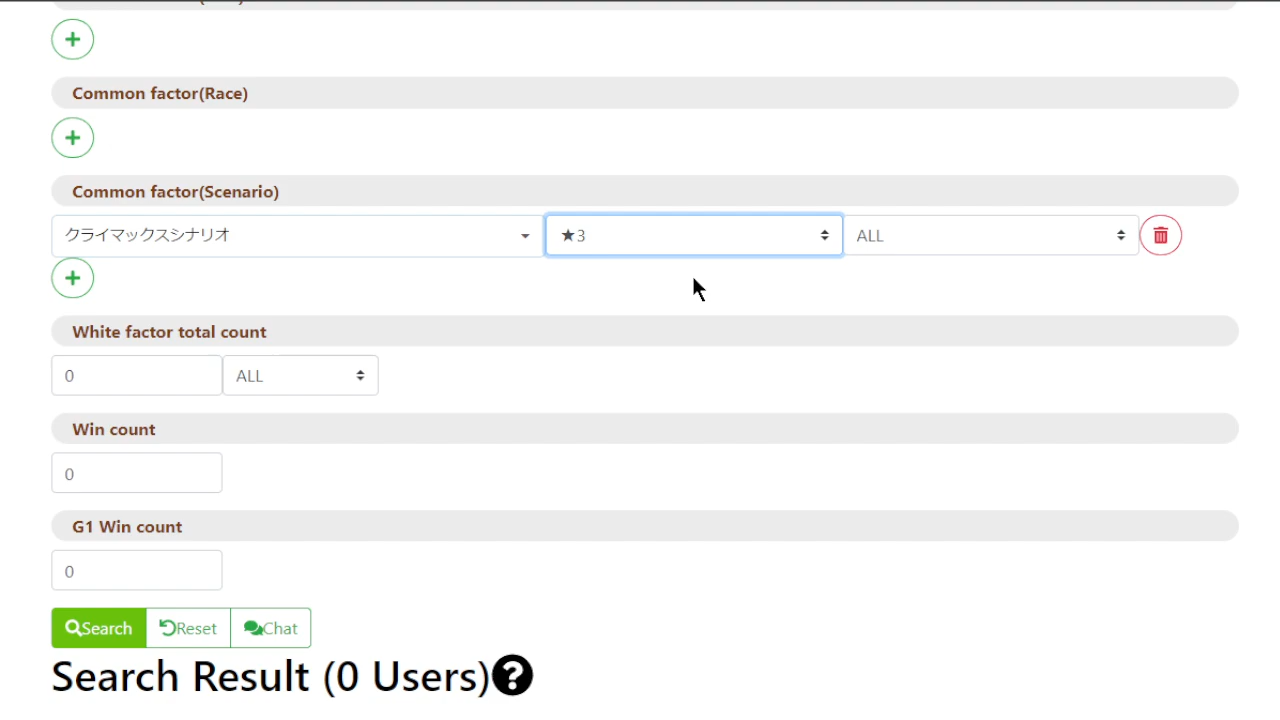 Common factor(Race)
Common factor(Scenario)
クライマックスシナリオ ★3 ALL
White factor total count
0 ALL
Win count
0
G1 Win count
0
Search Reset Chat
Search Result (0 Users)?